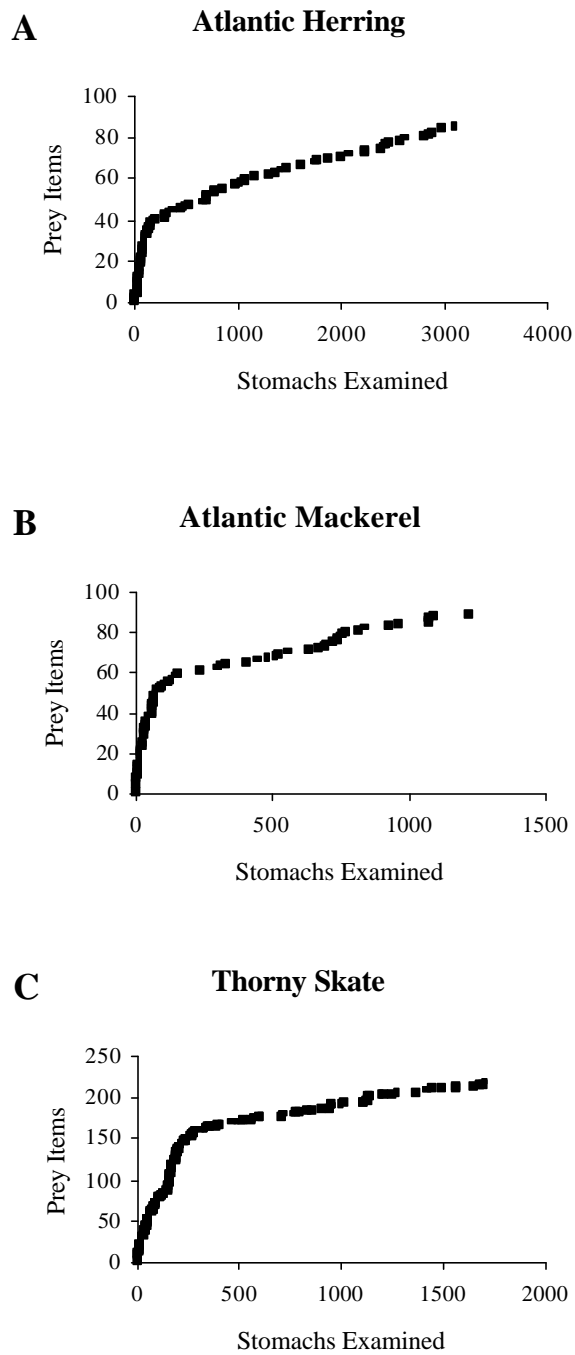 A
Atlantic Herring
100
80
60
40
20
0
Prey Items
0 1000 2000 3000 4000
Stomachs Examined
B
Atlantic Mackerel
100
80
60
40
20
0
Prey Items
0 500 1000 1500
Stomachs Examined
C
Thorny Skate
250
200
150
100
50
0
Prey Items
0 500 1000 1500 2000
Stomachs Examined